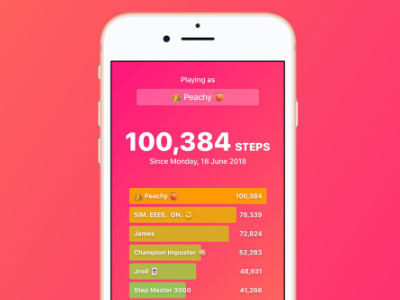 Playing as
🍐 Peachy 🍑
100,384 STEPS
Since Monday, 18 June 2018
🍐 Peachy 🍑 100,384
SIM. EEEE. ON. 78,339
James 72,824
Champion Imposter 52,283
Jrod 48,931
Step Master 3000 41,266